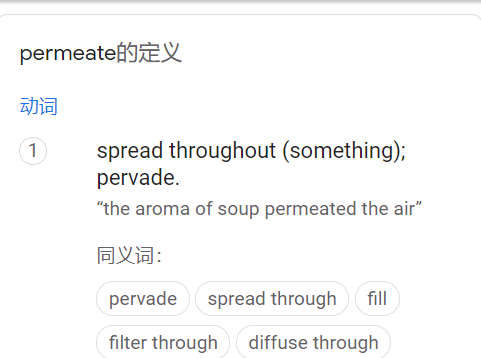 permeate的定义
动词
1
spread throughout (something);
pervade.
“the aroma of soup permeated the air”
同义词：
pervade spread through fill
filter through diffuse through